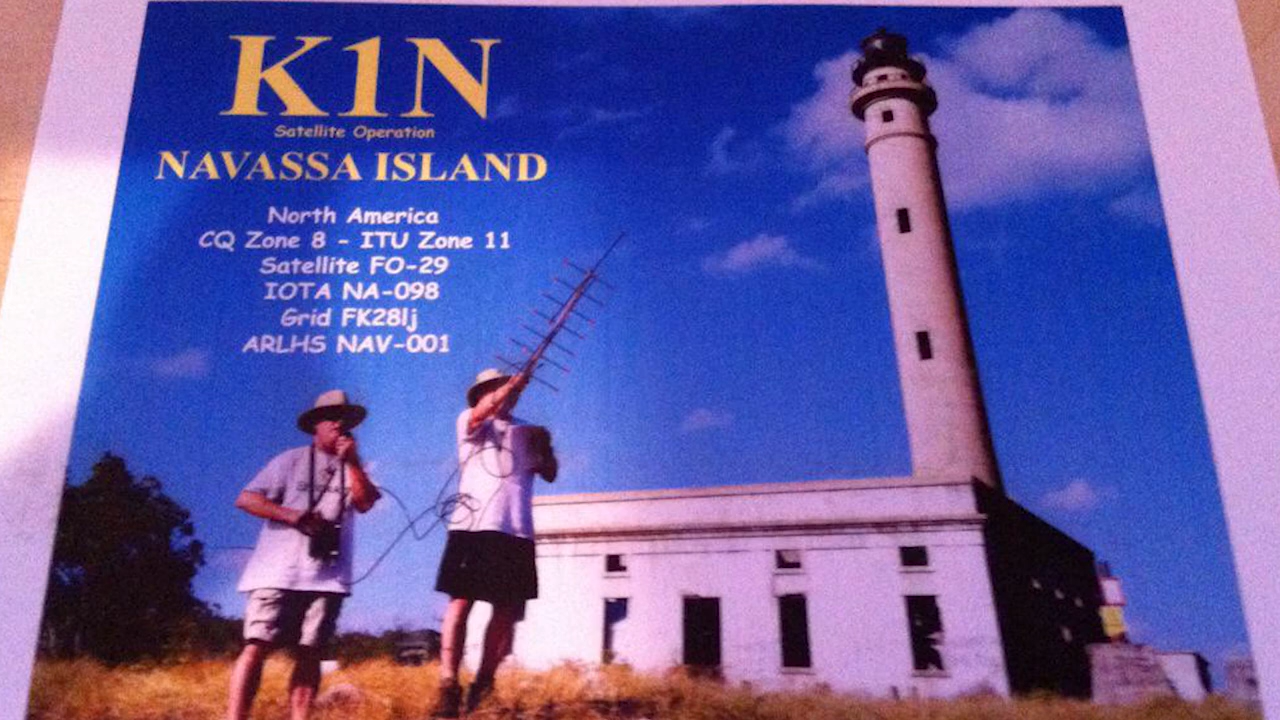 K1N
Satellite Operation
NAVASSA ISLAND
North America
CQ Zone 8 - ITU Zone 11
Satellite FO-29
IOTA NA-098
Grid FK28lj
ARLHS NAV-001